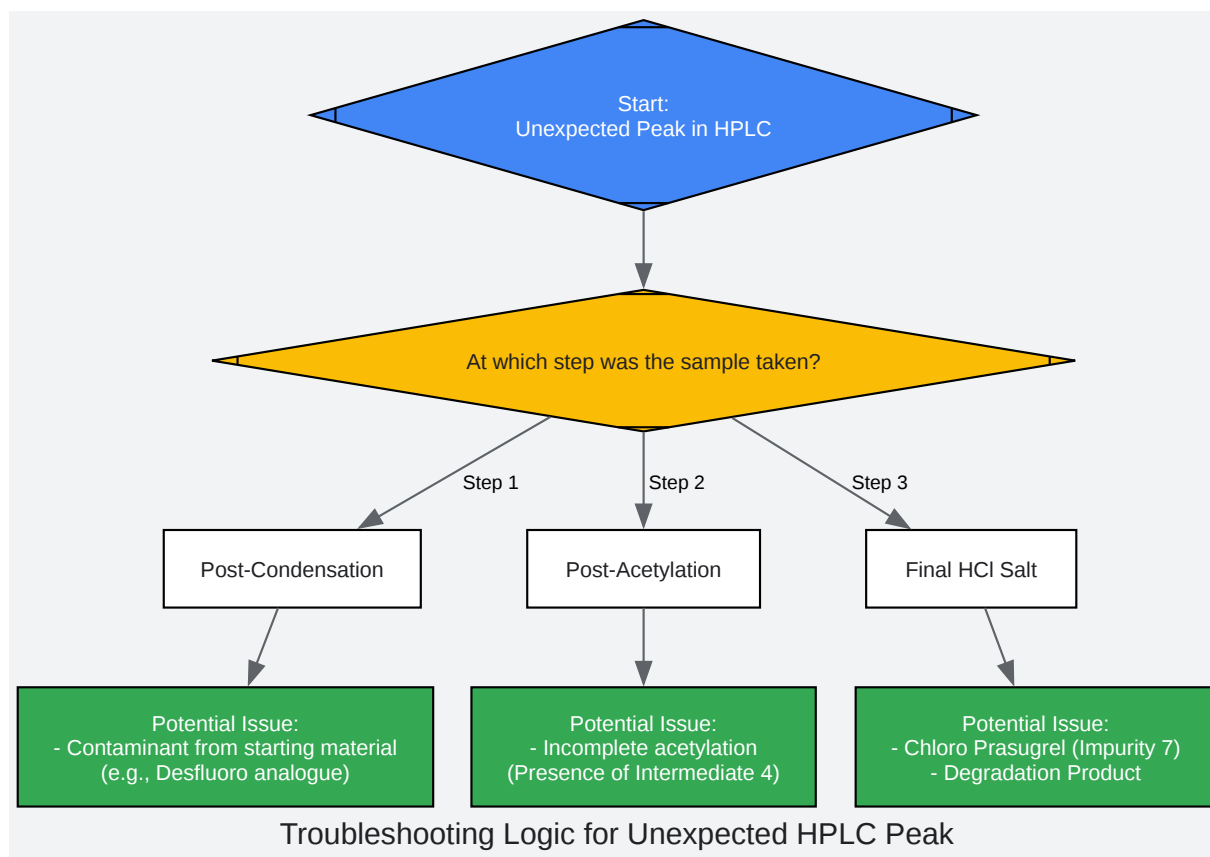 Start:
Unexpected Peak in HPLC
At which step was the sample taken?
Step 1
Step 2
Step 3
Post-Condensation
Post-Acetylation
Final HCl Salt
Potential Issue:
- Contaminant from starting material
(e.g., Desfluoro analogue)
Potential Issue:
- Incomplete acetylation
(Presence of Intermediate 4)
Potential Issue:
- Chloro Prasugrel (Impurity 7)
- Degradation Product
Troubleshooting Logic for Unexpected HPLC Peak